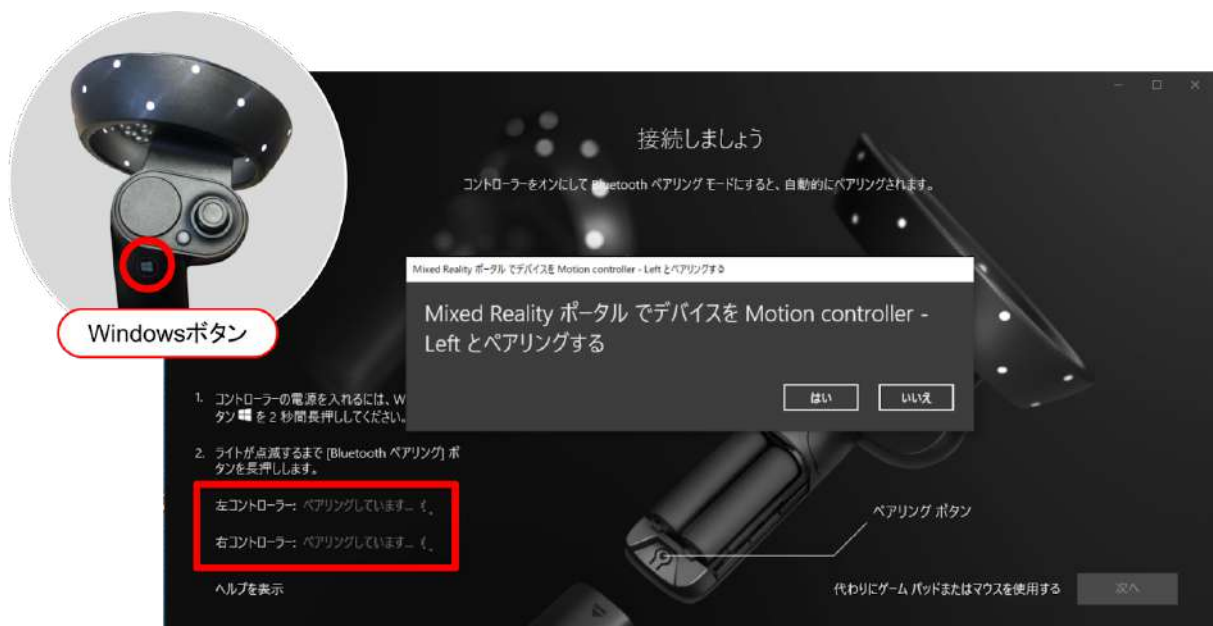 接続しましょう
コントローラーをオンにして Bluetooth ペアリング モードにすると、自動的にペアリングされます。
Mixed Reality ポータル でデバイスを Motion controller - Left とペアリングする
Mixed Reality ポータル でデバイスを Motion controller -
Left とペアリングする
はい
いいえ
Windowsボタン
1. コントローラーの電源を入れるには、W
タン を 2 秒間長押ししてください。
2. ライトが点滅するまで [Bluetooth ペアリング] ボ
タンを長押しします。
左コントローラー: ペアリングしています...
右コントローラー: ペアリングしています...
ペアリング ボタン
ヘルプを表示
代わりにゲーム パッドまたはマウスを使用する
次へ